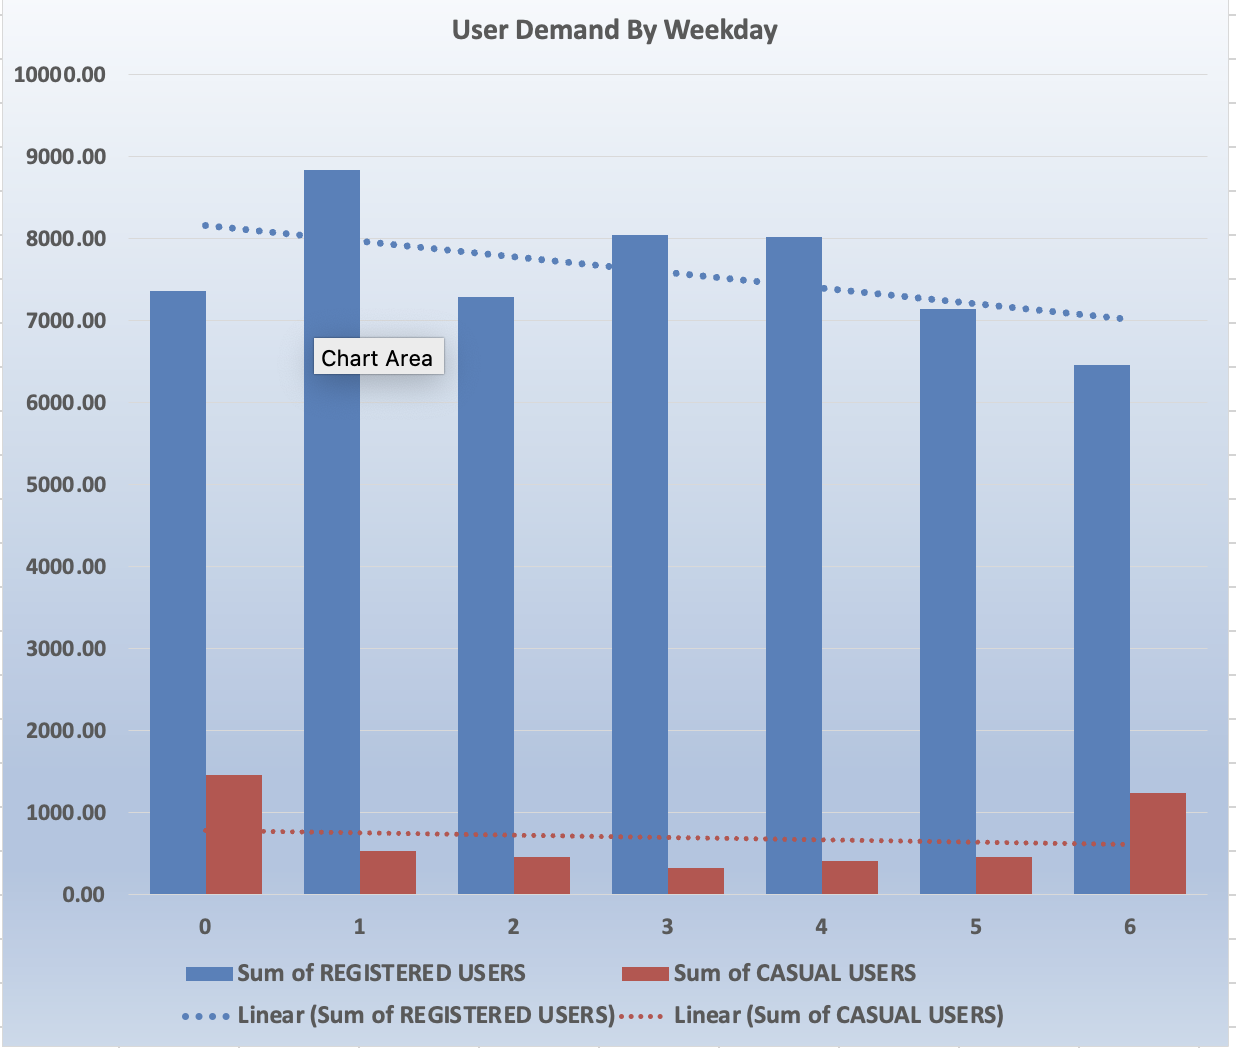 User Demand By Weekday
10000.00
9000.00
8000.00
7000.00
Chart Area
6000.00
5000.00
4000.00
3000.00
2000.00
1000.00
0.00
0 1 2 3 4 5 6
Sum of REGISTERED USERS Sum of CASUAL USERS
Linear (Sum of REGISTERED USERS) Linear (Sum of CASUAL USERS)